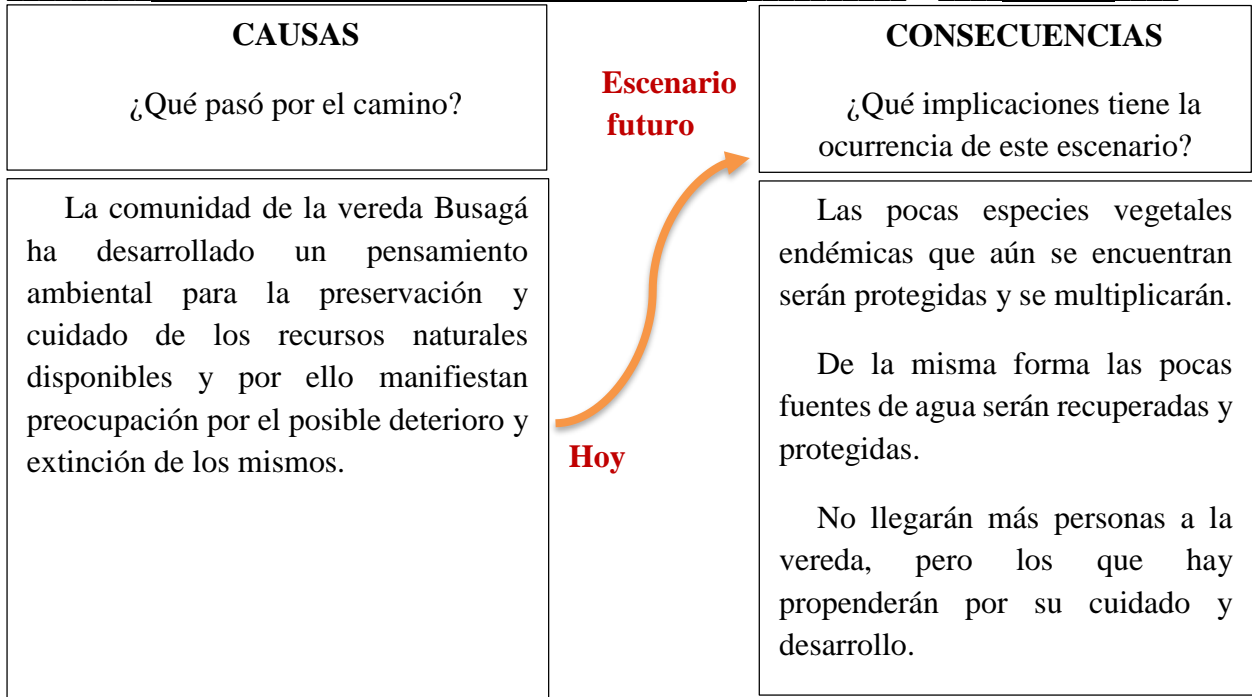 CAUSAS
¿Qué pasó por el camino?
La comunidad de la vereda Busagá
ha desarrollado un pensamiento
ambiental para la preservación y
cuidado de los recursos naturales
disponibles y por ello manifiestan
preocupación por el posible deterioro y
extinción de los mismos.
Escenario
futuro
Hoy
CONSECUENCIAS
¿Qué implicaciones tiene la
ocurrencia de este escenario?
Las pocas especies vegetales
endémicas que aún se encuentran
serán protegidas y se multiplicarán.
De la misma forma las pocas
fuentes de agua serán recuperadas y
protegidas.
No llegarán más personas a la
vereda, pero los que hay
propenderán por su cuidado y
desarrollo.